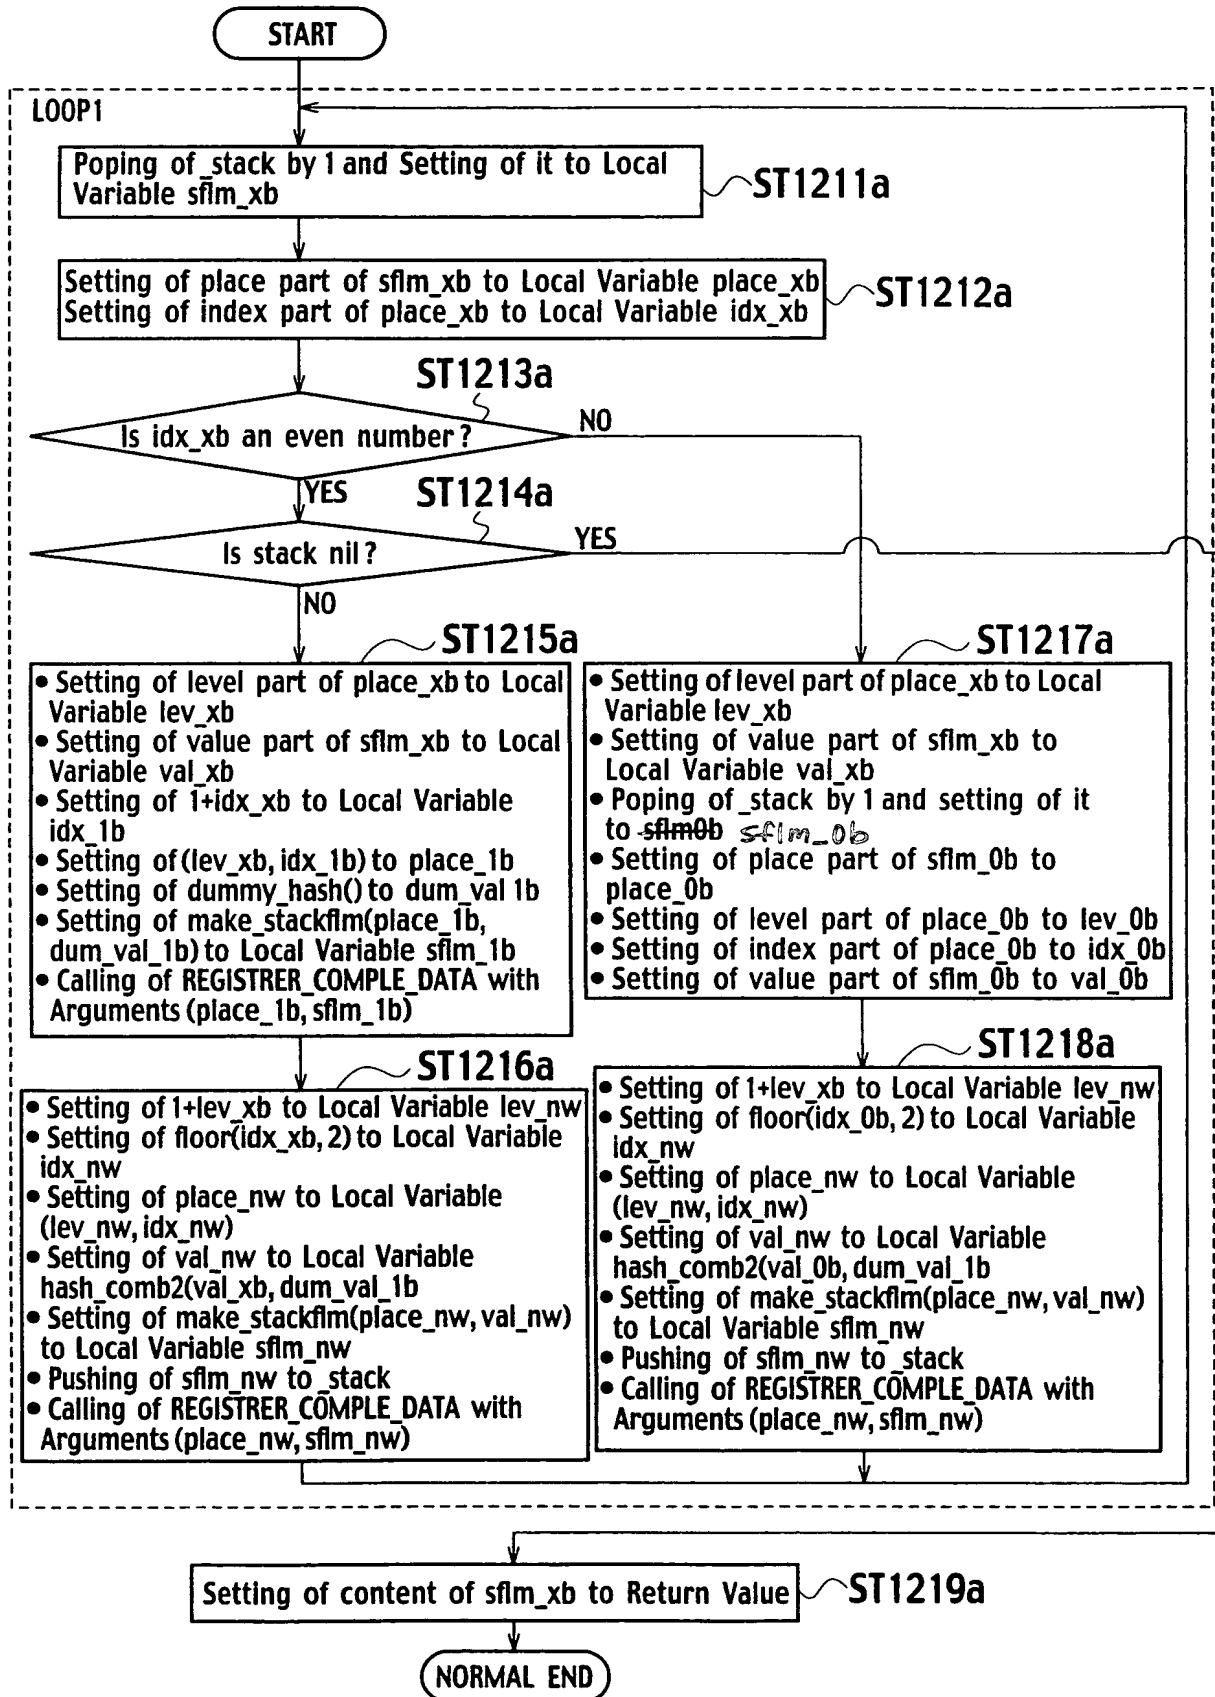 START
LOOP1
Poping of_stack by 1 and Setting of it to Local
Variable sflm_xb
ST1211a
Setting of place part of sflm_xb to Local Variable place_xb
Setting of index part of place_xb to Local Variable idx_xb
ST1212a
ST1213a
Is idx_xb an even number?
NO
YES
ST1214a
Is stack nil?
YES
NO
ST1215a
• Setting of level part of place_xb to Local
Variable lev_xb
• Setting of value part of sflm_xb to Local
Variable val_xb
• Setting of 1+idx_xb to Local Variable
idx_1b
• Setting of(lev_xb, idx_1b) to place_1b
• Setting of dummy_hash() to dum_val 1b
• Setting of make_stackflm(place_1b,
dum_val_1b) to Local Variable sflm_1b
• Calling of REGISTRER_COMPLE_DATA with
Arguments (place_1b, sflm_1b)
ST1217a
• Setting of level part of place_xb to Local
Variable lev_xb
• Setting of value part of sflm_xb to
Local Variable val_xb
• Poping of_stack by 1 and setting of it
to sflm0b sflm_0b
• Setting of place part of sflm_0b to
place_0b
• Setting of level part of place_0b to lev_0b
• Setting of index part of place_0b to idx_0b
• Setting of value part of sflm_0b to val_0b
ST1216a
• Setting of 1+lev_xb to Local Variable lev_nw
• Setting of floor(idx_xb, 2) to Local Variable
idx_nw
• Setting of place_nw to Local Variable
(lev_nw, idx_nw)
• Setting of val_nw to Local Variable
hash_comb2(val_xb, dum_val_1b
• Setting of make_stackflm(place_nw, val_nw)
to Local Variable sflm_nw
• Pushing of sflm_nw to _stack
• Calling of REGISTRER_COMPLE_DATA with
Arguments (place_nw, sflm_nw)
ST1218a
• Setting of 1+lev_xb to Local Variable lev_nw
• Setting of floor(idx_0b, 2) to Local Variable
idx_nw
• Setting of place_nw to Local Variable
(lev_nw, idx_nw)
• Setting of val_nw to Local Variable
hash_comb2(val_0b, dum_val_1b
• Setting of make_stackflm(place_nw, val_nw)
to Local Variable sflm_nw
• Pushing of sflm_nw to _stack
• Calling of REGISTRER_COMPLE_DATA with
Arguments (place_nw, sflm_nw)
Setting of content of sflm_xb to Return Value
ST1219a
NORMAL END